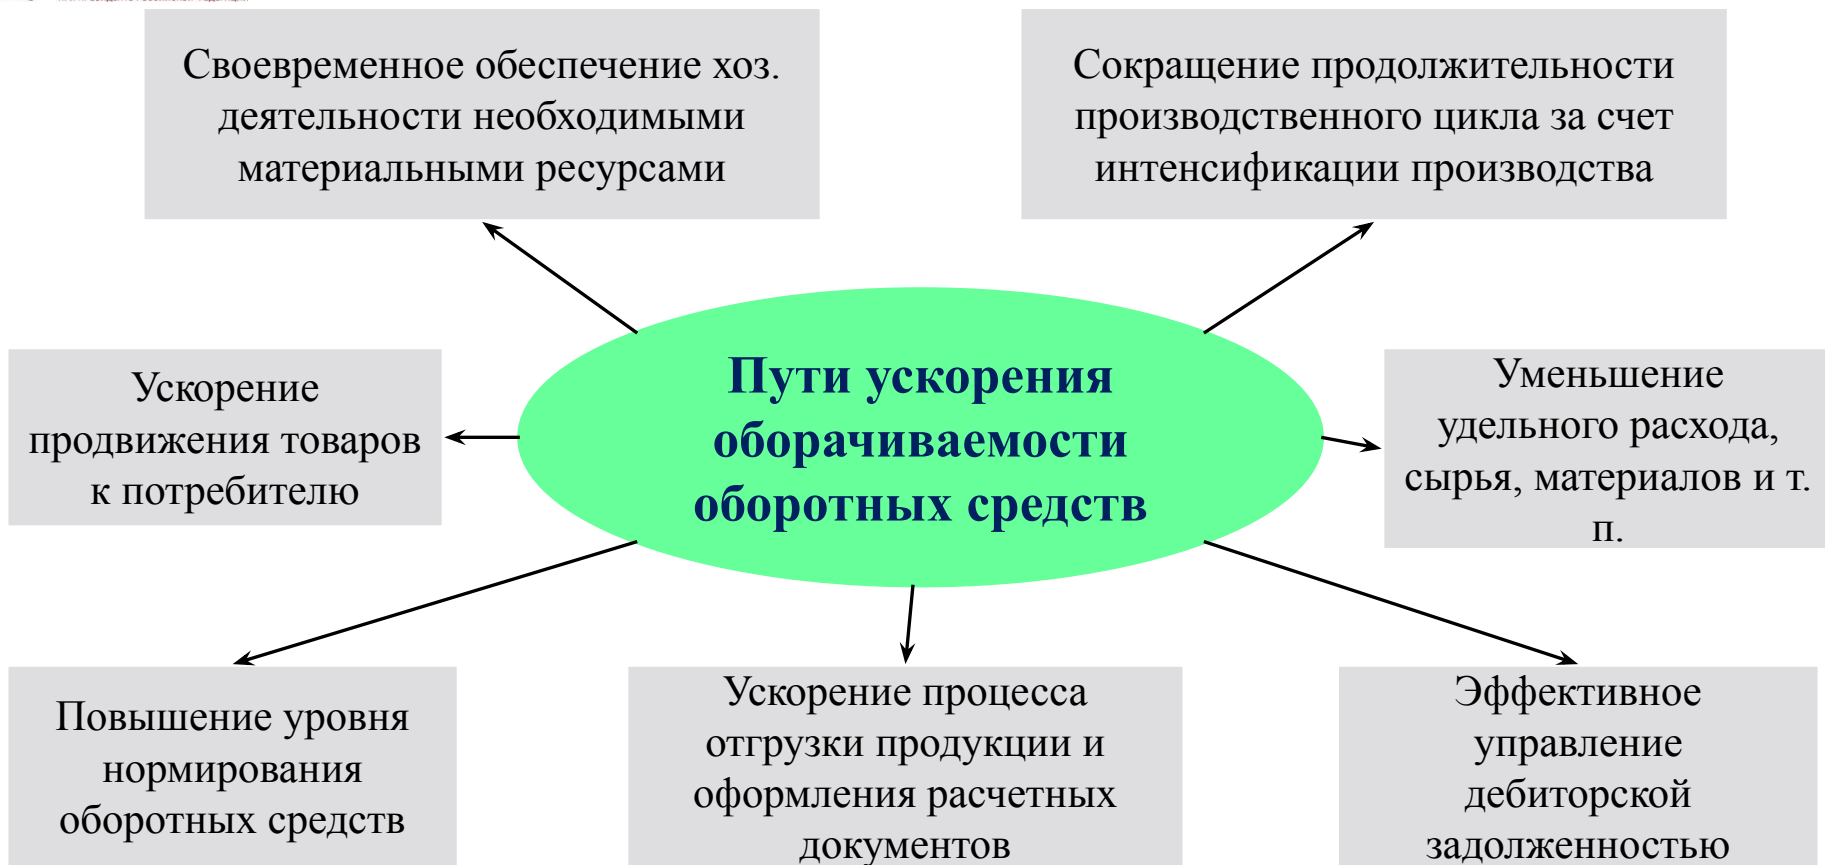 Своевременное обеспечение хоз.
деятельности необходимыми
материальными ресурсами
Сокращение продолжительности
производственного цикла за счет
интенсификации производства
Ускорение
продвижения товаров
к потребителю
Пути ускорения
оборачиваемости
оборотных средств
Уменьшение
удельного расхода,
сырья, материалов и т.
п.
Повышение уровня
нормирования
оборотных средств
Ускорение процесса
отгрузки продукции и
оформления расчетных
документов
Эффективное
управление
дебиторской
задолженностью